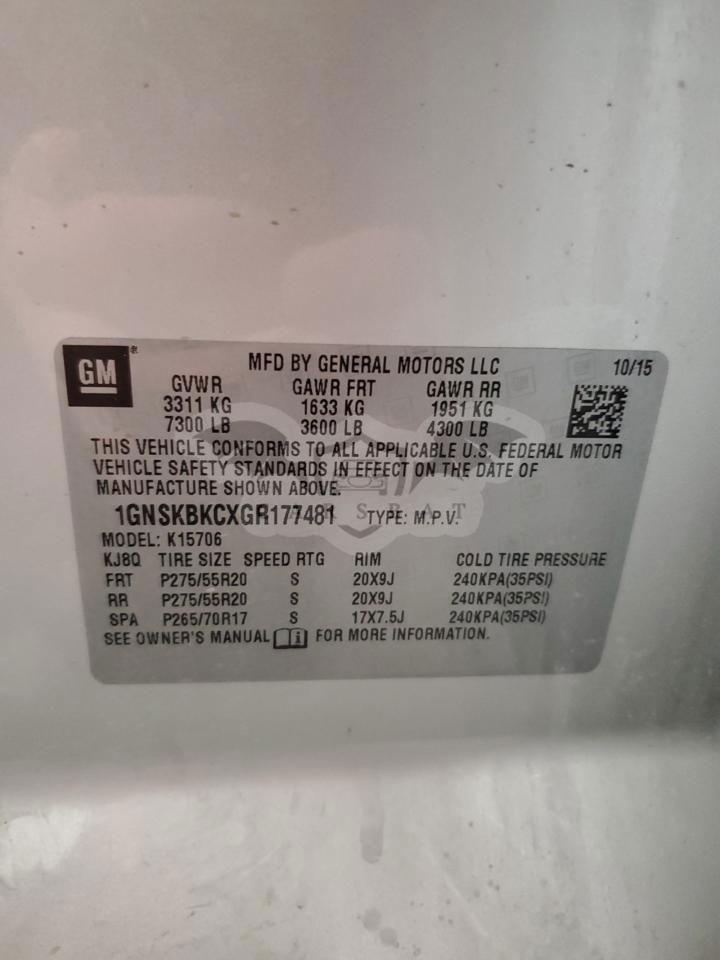 GM ®
MFD BY GENERAL MOTORS LLC 10/15
GVWR GAWR FRT GAWR RR
3311 KG 1633 KG 1951 KG
7300 LB 3600 LB 4300 LB
THIS VEHICLE CONFORMS TO ALL APPLICABLE U.S. FEDERAL MOTOR
VEHICLE SAFETY STANDARDS IN EFFECT ON THE DATE OF
MANUFACTURE SHOWN ABOVE.
1GNSKBKCXGR177481 TYPE: M.P.V.
MODEL: K15706
KJ8Q TIRE SIZE SPEED RTG RIM COLD TIRE PRESSURE
FRT P275/55R20 S 20X9J 240KPA(35PSI)
RR P275/55R20 S 20X9J 240KPA(35PSI)
SPA P265/70R17 S 17X7.5J 240KPA(35PSI)
SEE OWNER'S MANUAL i FOR MORE INFORMATION.